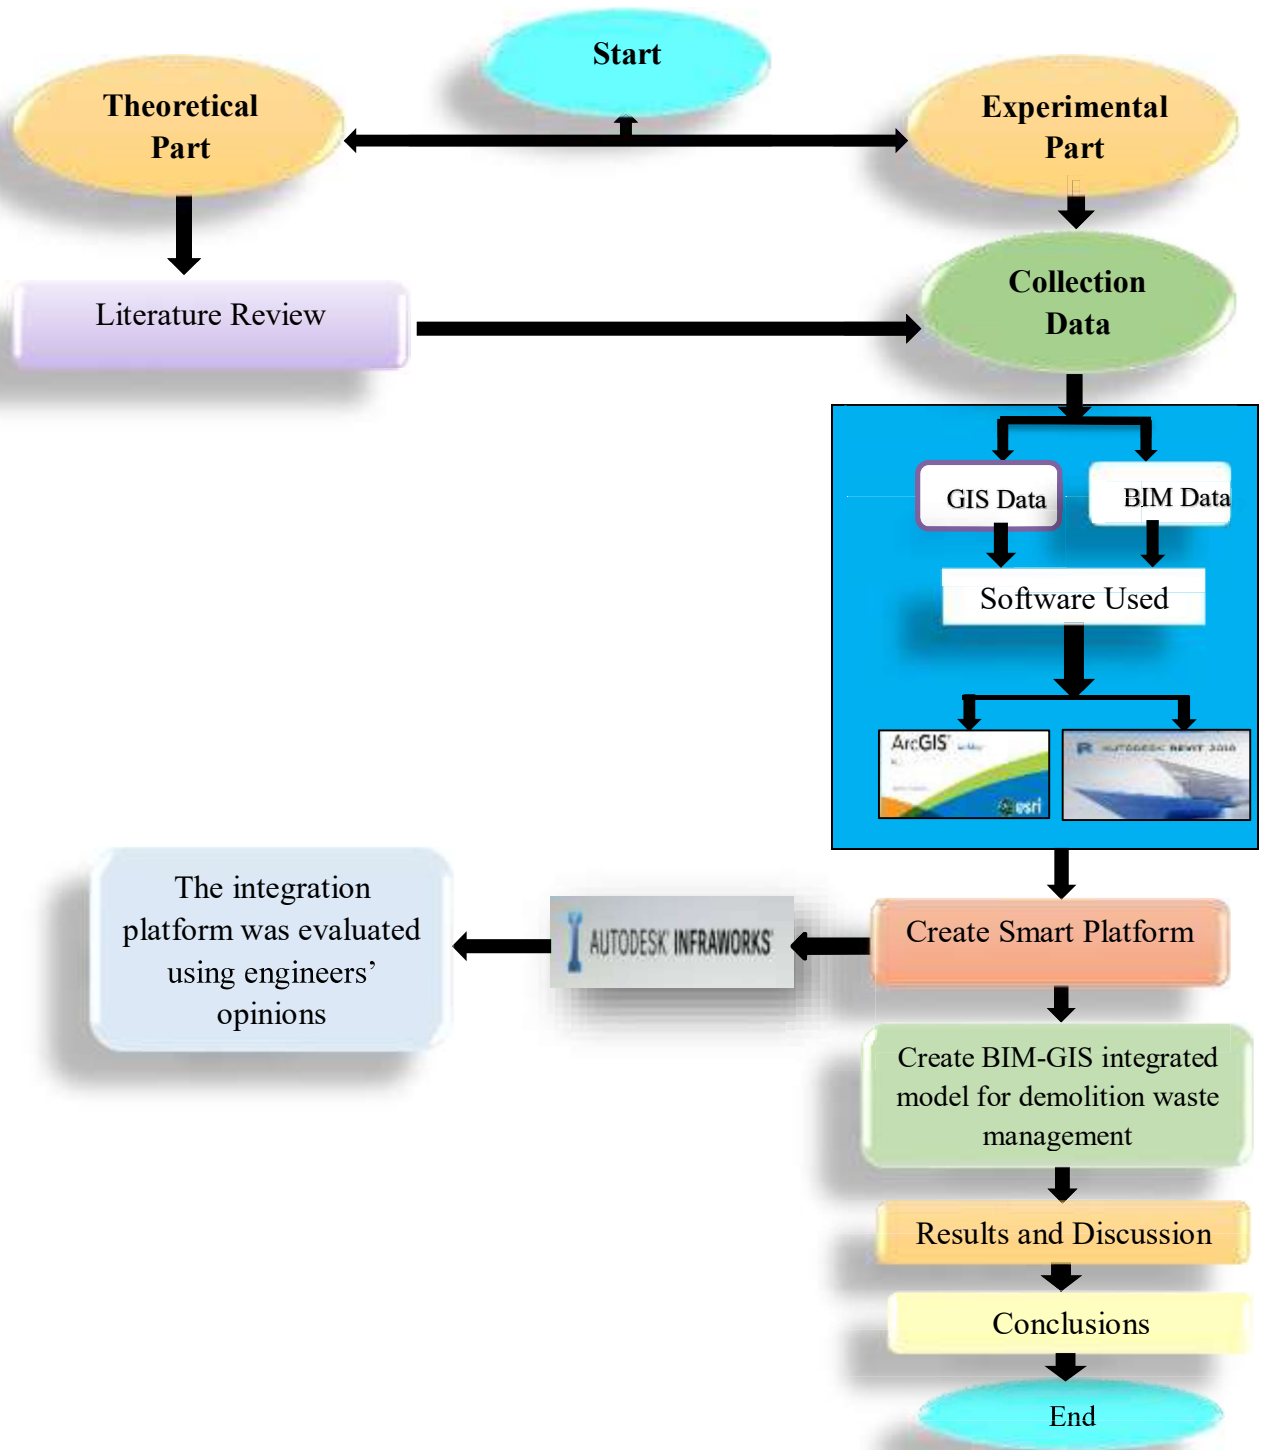 Start
Theoretical
Part
Experimental
Part
Literature Review
Collection
Data
GIS Data
BIM Data
Software Used
ArcGIS
esri
AUTODESK REVIT
Create Smart Platform
AUTODESK INFRAWORKS
The integration
platform was evaluated
using engineers’
opinions
Create BIM-GIS integrated
model for demolition waste
management
Results and Discussion
Conclusions
End